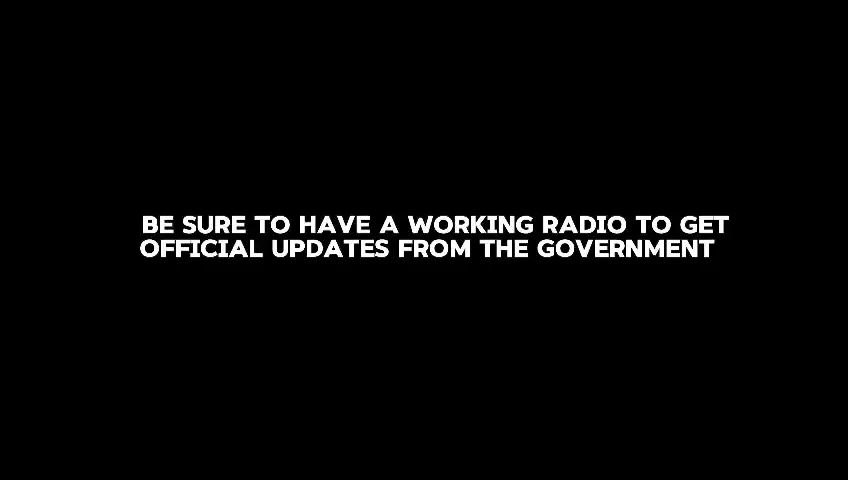 BE SURE TO HAVE A WORKING RADIO TO GET
OFFICIAL UPDATES FROM THE GOVERNMENT